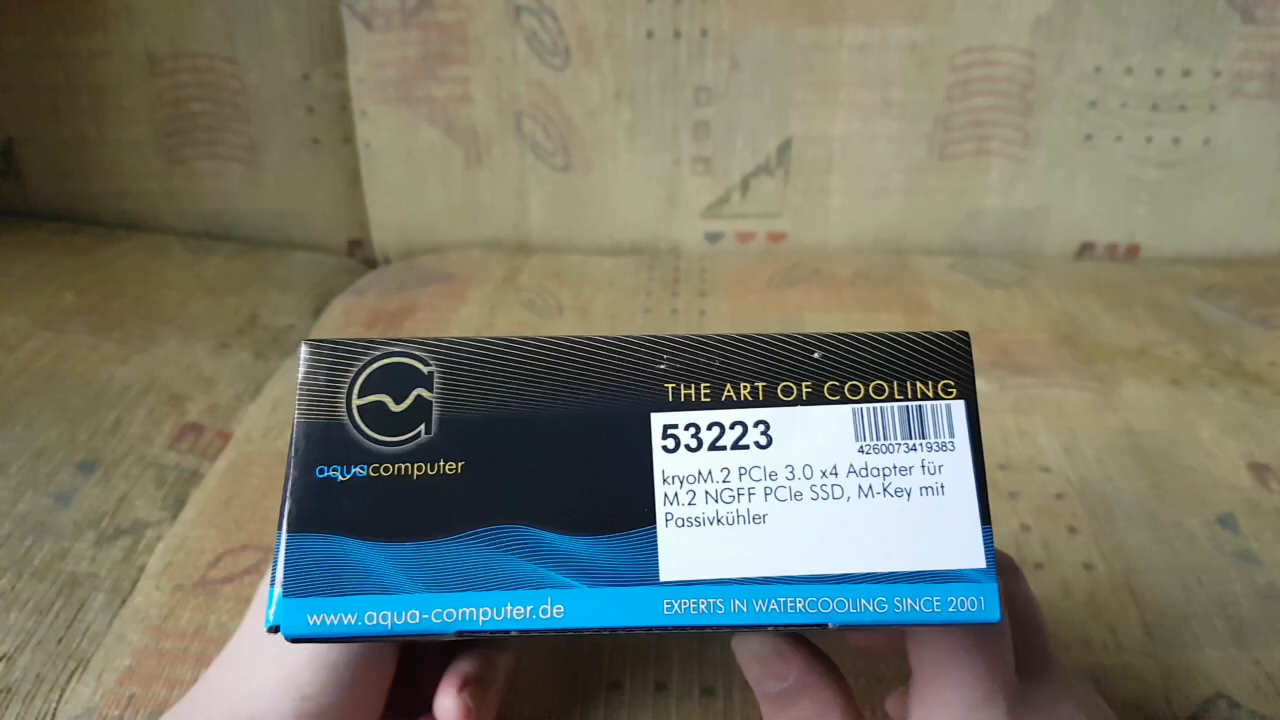 aquacomputer
THE ART OF COOLING
53223
4260073419383
kryoM.2 PCIe 3.0 x4 Adapter für
M.2 NGFF PCIe SSD, M-Key mit
Passivkühler
www.aqua-computer.de
EXPERTS IN WATERCOOLING SINCE 2001